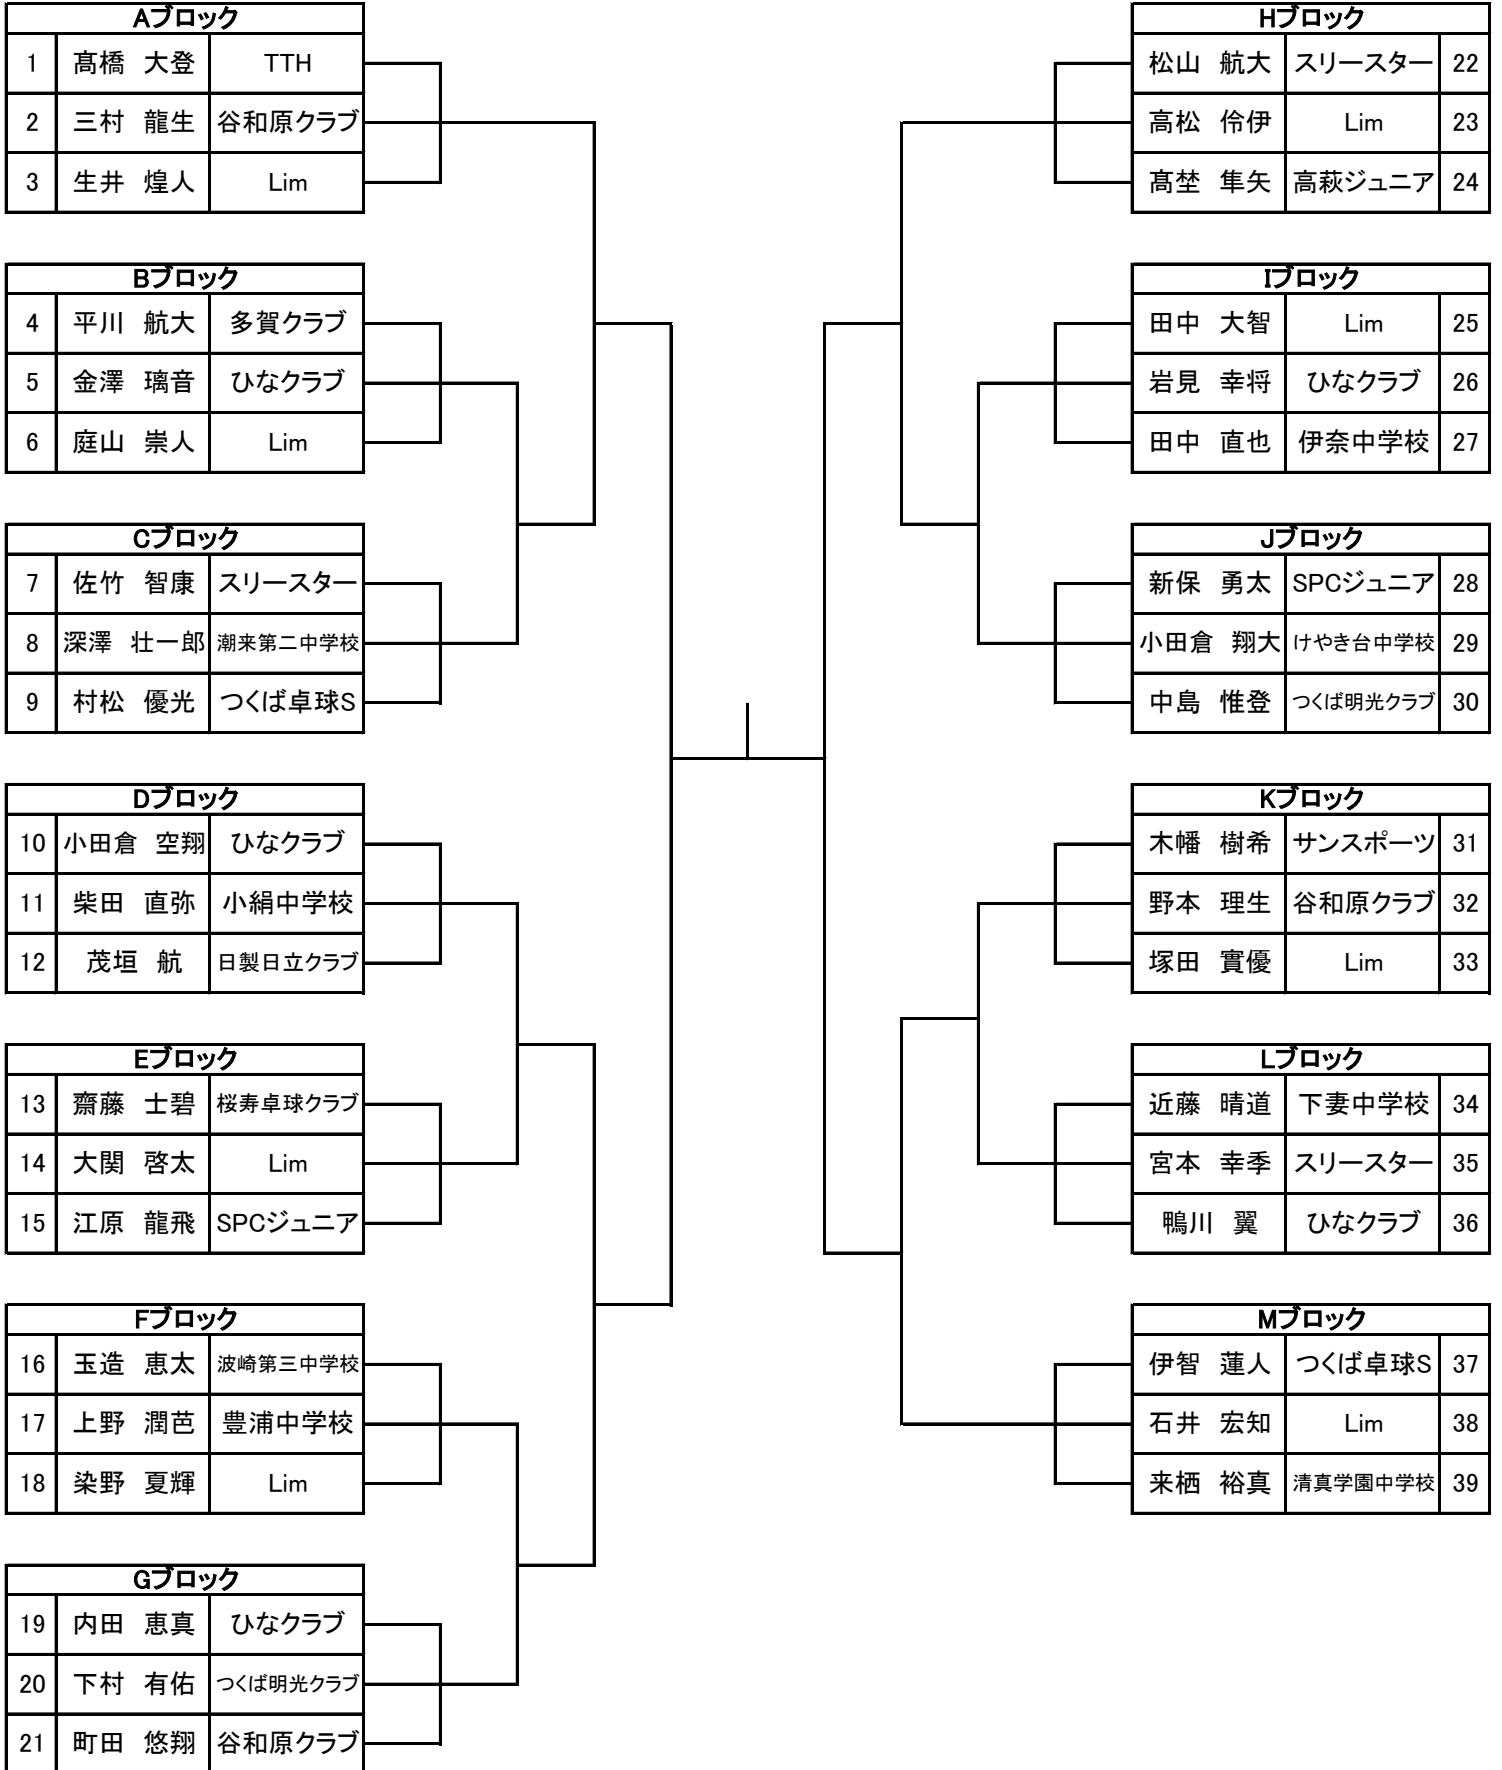 Aブロック
1 髙橋 大登 TTH
2 三村 龍生 谷和原クラブ
3 生井 煌人 Lim
Bブロック
4 平川 航大 多賀クラブ
5 金澤 璃音 ひなクラブ
6 庭山 崇人 Lim
Cブロック
7 佐竹 智康 スリースター
8 深澤 壮一郎 潮来第二中学校
9 村松 優光 つくば卓球S
Dブロック
10 小田倉 空翔 ひなクラブ
11 柴田 直弥 小絹中学校
12 茂垣 航 日製日立クラブ
Eブロック
13 齋藤 士碧 桜寿卓球クラブ
14 大関 啓太 Lim
15 江原 龍飛 SPCジュニア
Fブロック
16 玉造 恵太 波崎第三中学校
17 上野 潤芭 豊浦中学校
18 染野 夏輝 Lim
Gブロック
19 内田 恵真 ひなクラブ
20 下村 有佑 つくば明光クラブ
21 町田 悠翔 谷和原クラブ
Hブロック
松山 航大 スリースター 22
高松 伶伊 Lim 23
髙埜 隼矢 高萩ジュニア 24
Iブロック
田中 大智 Lim 25
岩見 幸将 ひなクラブ 26
田中 直也 伊奈中学校 27
Jブロック
新保 勇太 SPCジュニア 28
小田倉 翔大 けやき台中学校 29
中島 惟登 つくば明光クラブ 30
Kブロック
木幡 樹希 サンスポーツ 31
野本 理生 谷和原クラブ 32
塚田 實優 Lim 33
Lブロック
近藤 晴道 下妻中学校 34
宮本 幸季 スリースター 35
鴨川 翼 ひなクラブ 36
Mブロック
伊智 蓮人 つくば卓球S 37
石井 宏知 Lim 38
来栖 裕真 清真学園中学校 39